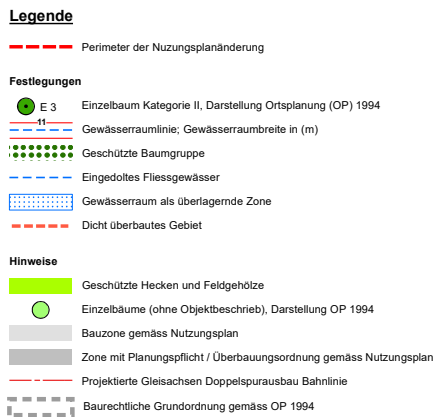 Legende
Perimeter der Nuzungsplanänderung
Festlegungen
E 3 Einzelbaum Kategorie II, Darstellung Ortsplanung (OP) 1994
11 Gewässerraumlinie; Gewässerraumbreite in (m)
Geschützte Baumgruppe
Eingedoltes Fliessgewässer
Gewässerraum als überlagernde Zone
Dicht überbautes Gebiet
Hinweise
Geschützte Hecken und Feldgehölze
Einzelbäume (ohne Objektbeschrieb), Darstellung OP 1994
Bauzone gemäss Nutzungsplan
Zone mit Planungspflicht / Überbauungsordnung gemäss Nutzungsplan
Projektierte Gleisachsen Doppelspurausbau Bahnlinie
Baurechtliche Grundordnung gemäss OP 1994